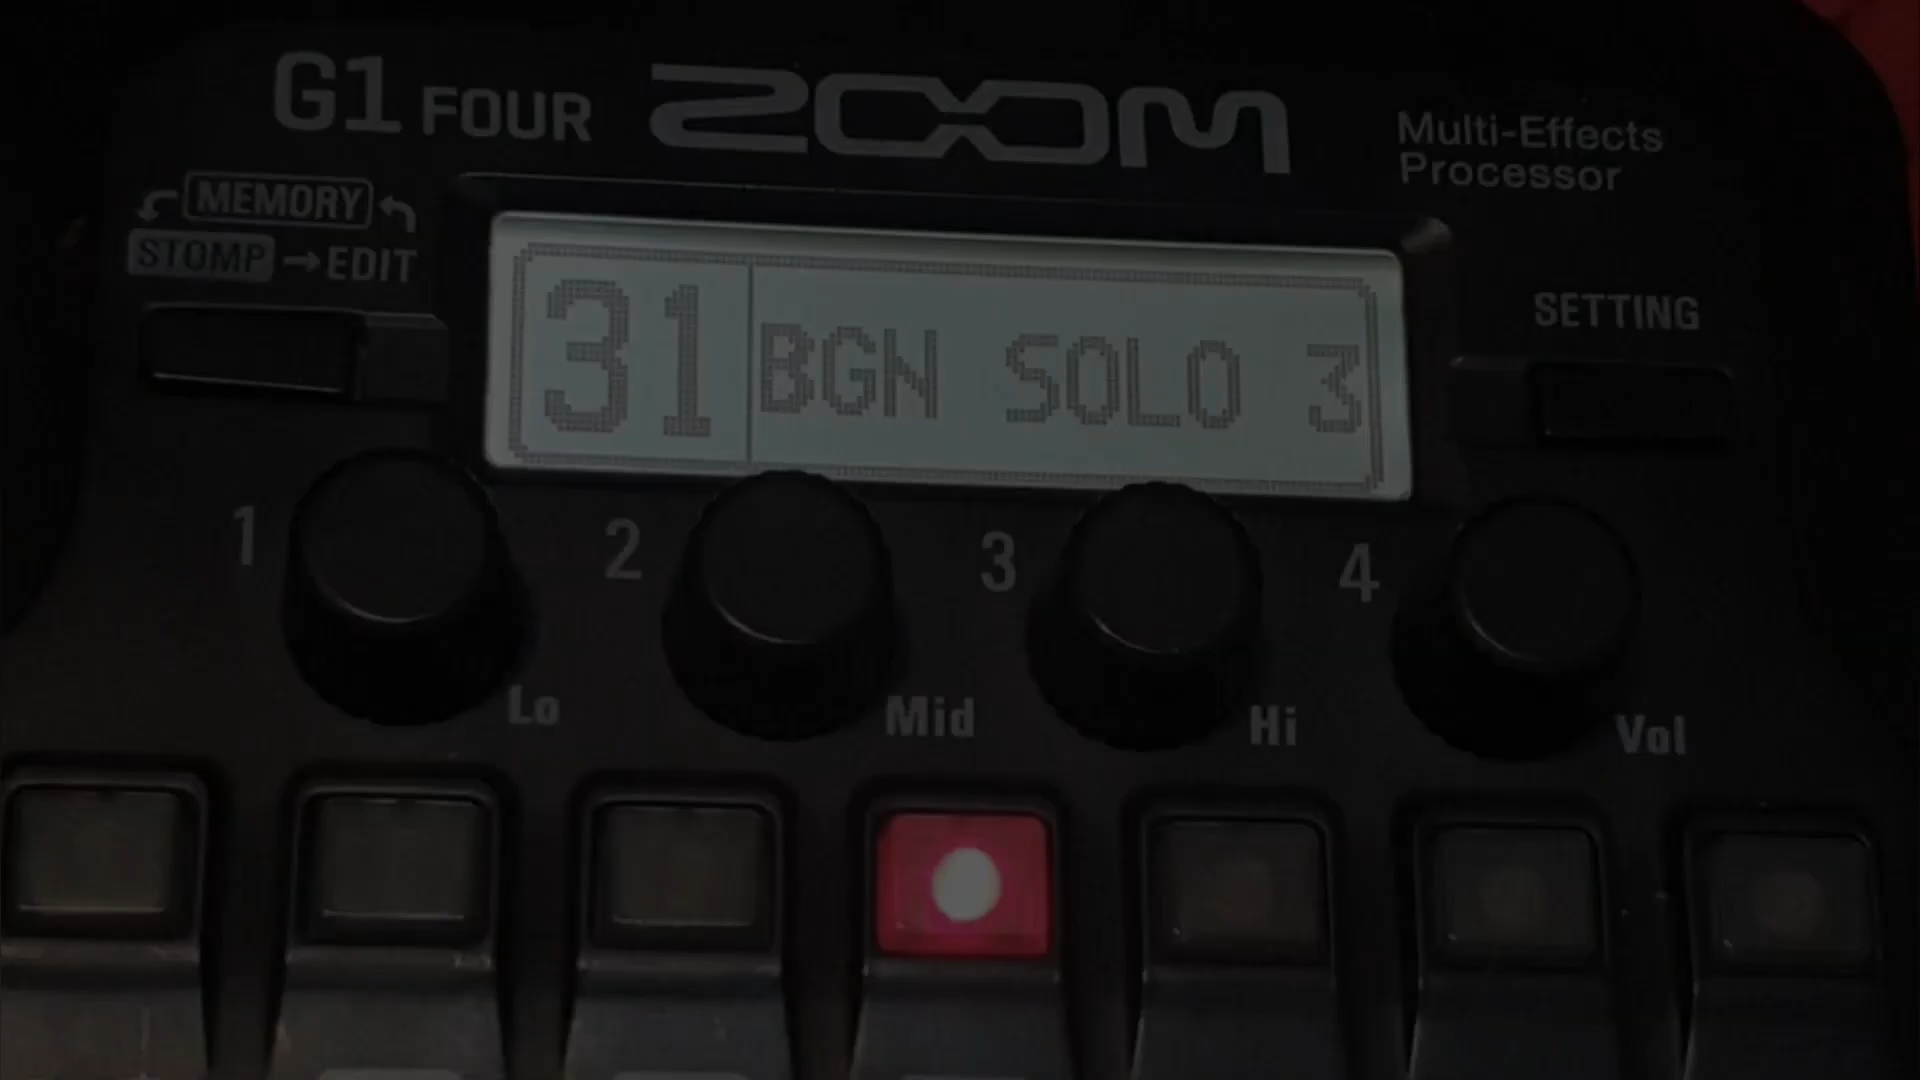 G1 FOUR ZOOM Multi-Effects
Processor
MEMORY
STOMP → EDIT
31 BGN SOLO 3
SETTING
1 2 3 4
Lo Mid Hi Vol